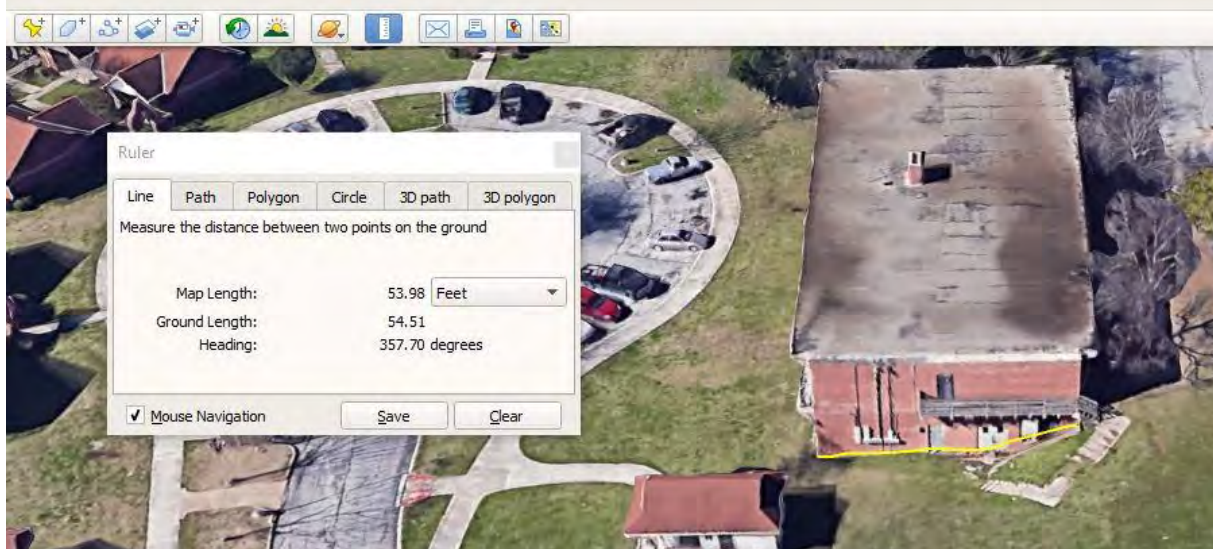 Ruler
Line Path Polygon Circle 3D path 3D polygon
Measure the distance between two points on the ground
Map Length: 53.98 Feet
Ground Length: 54.51
Heading: 357.70 degrees
Mouse Navigation Save Clear